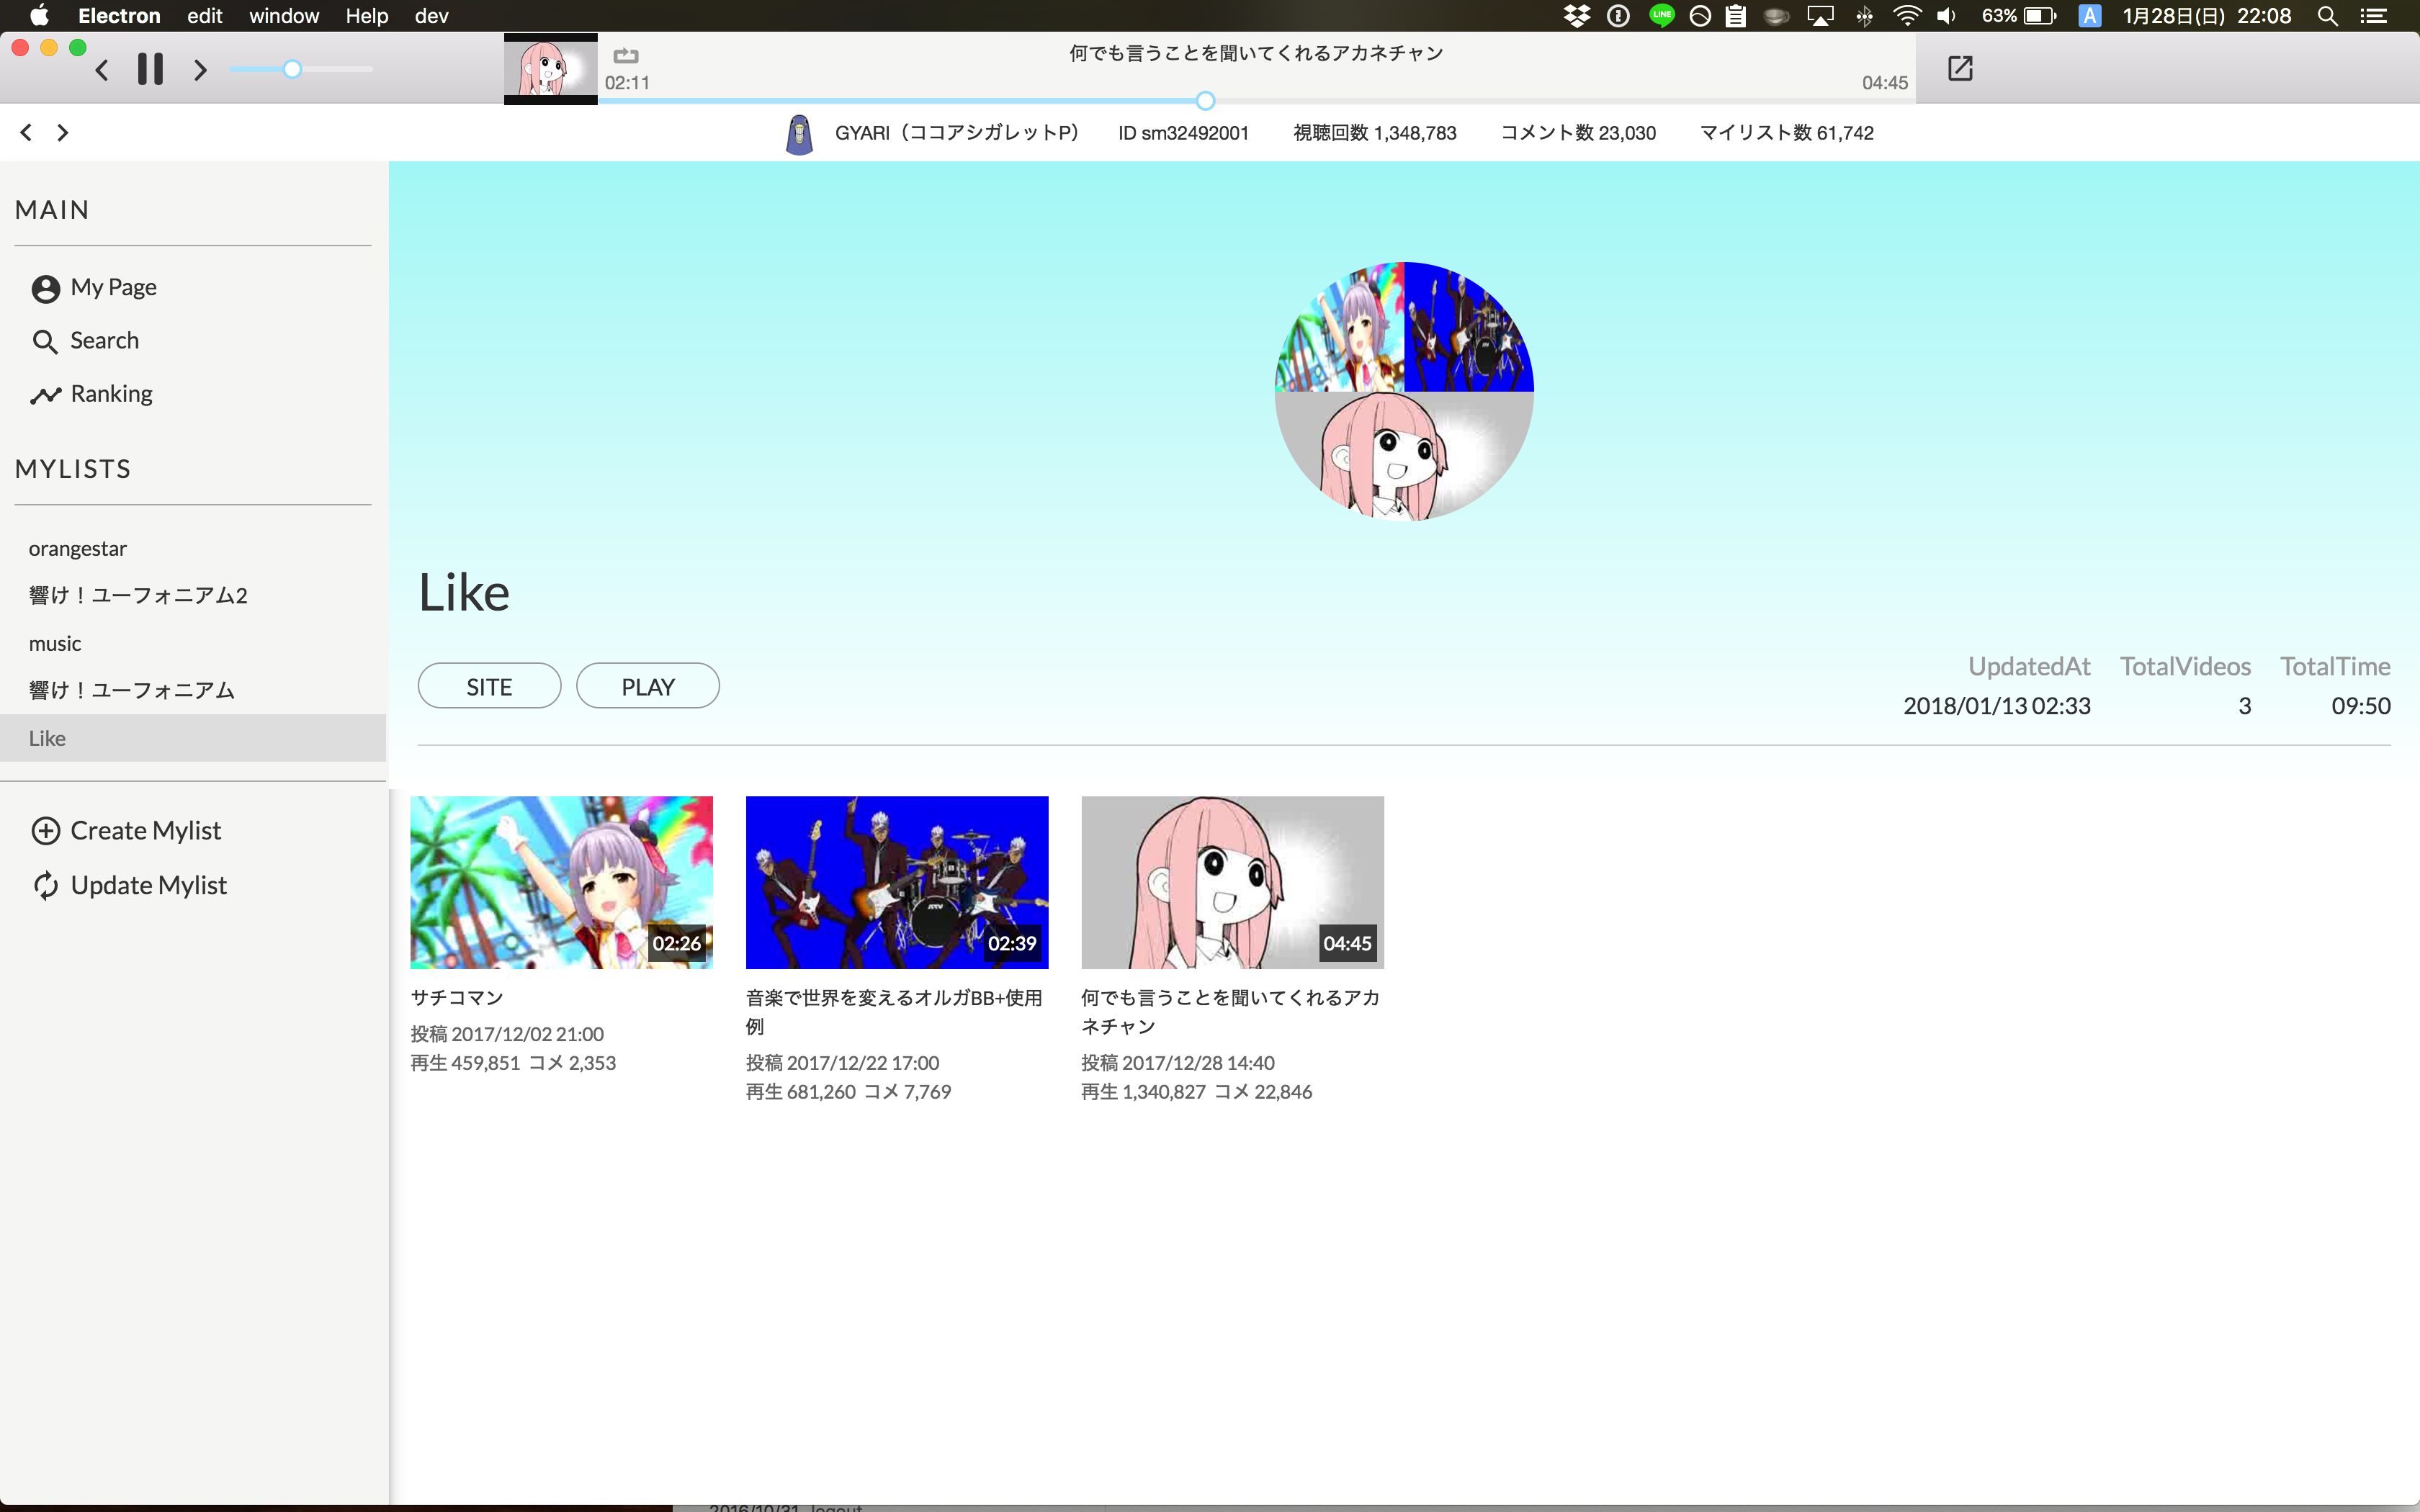 Electron edit window Help dev
LINE 63% A 1月28日(日) 22:08
何でも言うことを聞いてくれるアカネチャン
02:11 04:45
GYARI（ココアシガレットP） ID sm32492001 視聴回数 1,348,783 コメント数 23,030 マイリスト数 61,742
MAIN
My Page
Search
Ranking
MYLISTS
orangestar
響け！ユーフォニアム2
music
響け！ユーフォニアム
Like
Create Mylist
Update Mylist
Like
SITE PLAY
UpdatedAt TotalVideos TotalTime
2018/01/13 02:33 3 09:50
02:26
サチコマン
投稿 2017/12/02 21:00
再生 459,851 コメ 2,353
02:39
音楽で世界を変えるオルガBB+使用
例
投稿 2017/12/22 17:00
再生 681,260 コメ 7,769
04:45
何でも言うことを聞いてくれるアカ
ネチャン
投稿 2017/12/28 14:40
再生 1,340,827 コメ 22,846
2016/10/31 logout